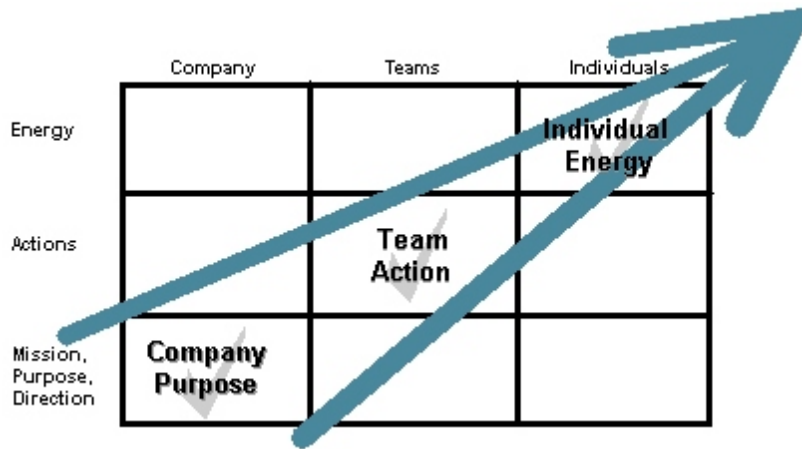 Company Teams Individuals
Energy
Individual
Energy
Actions
Team
Action
Mission,
Purpose,
Direction
Company
Purpose